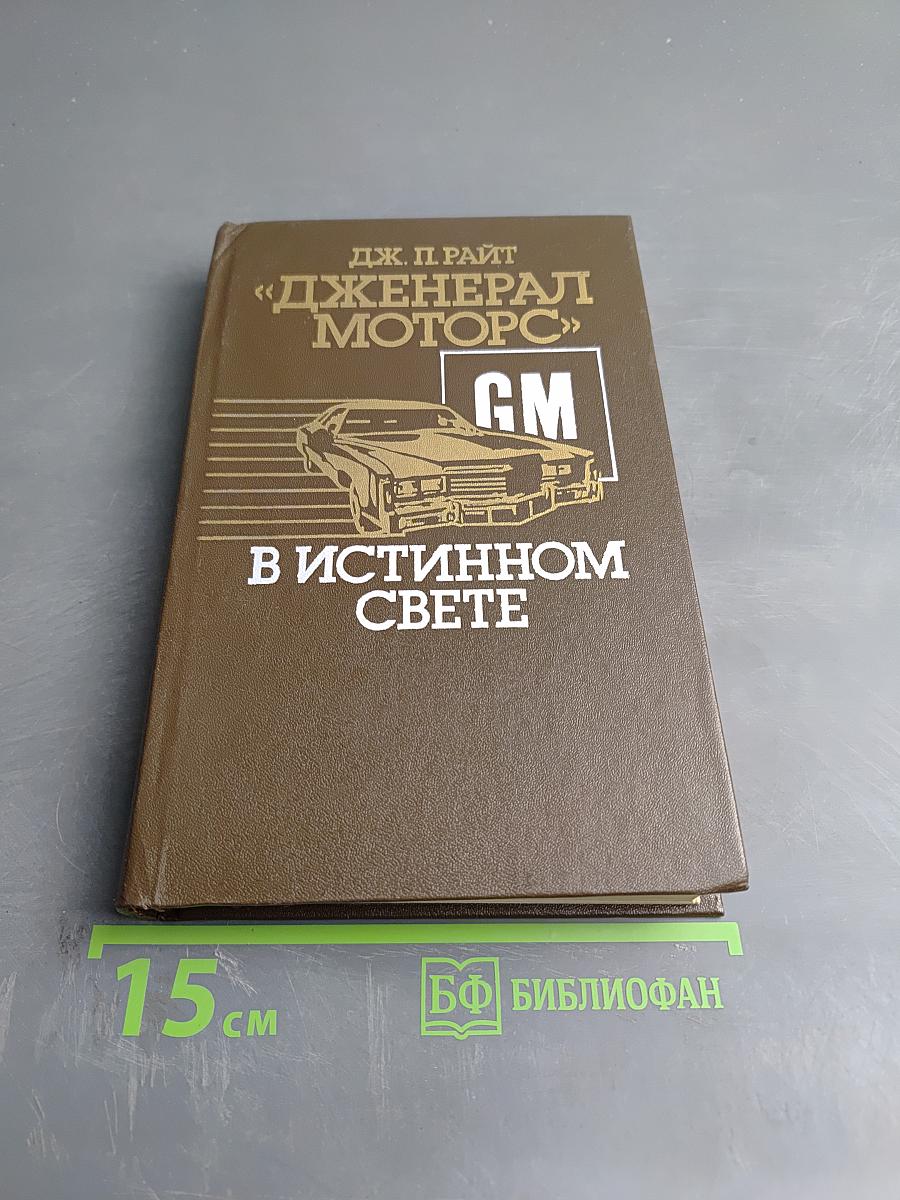 ДЖ. П. РАЙТ
«ДЖЕНЕРАЛ
МОТОРС»
GM
В ИСТИННОМ
СВЕТЕ
15 см
БФ БИБЛИОФАН